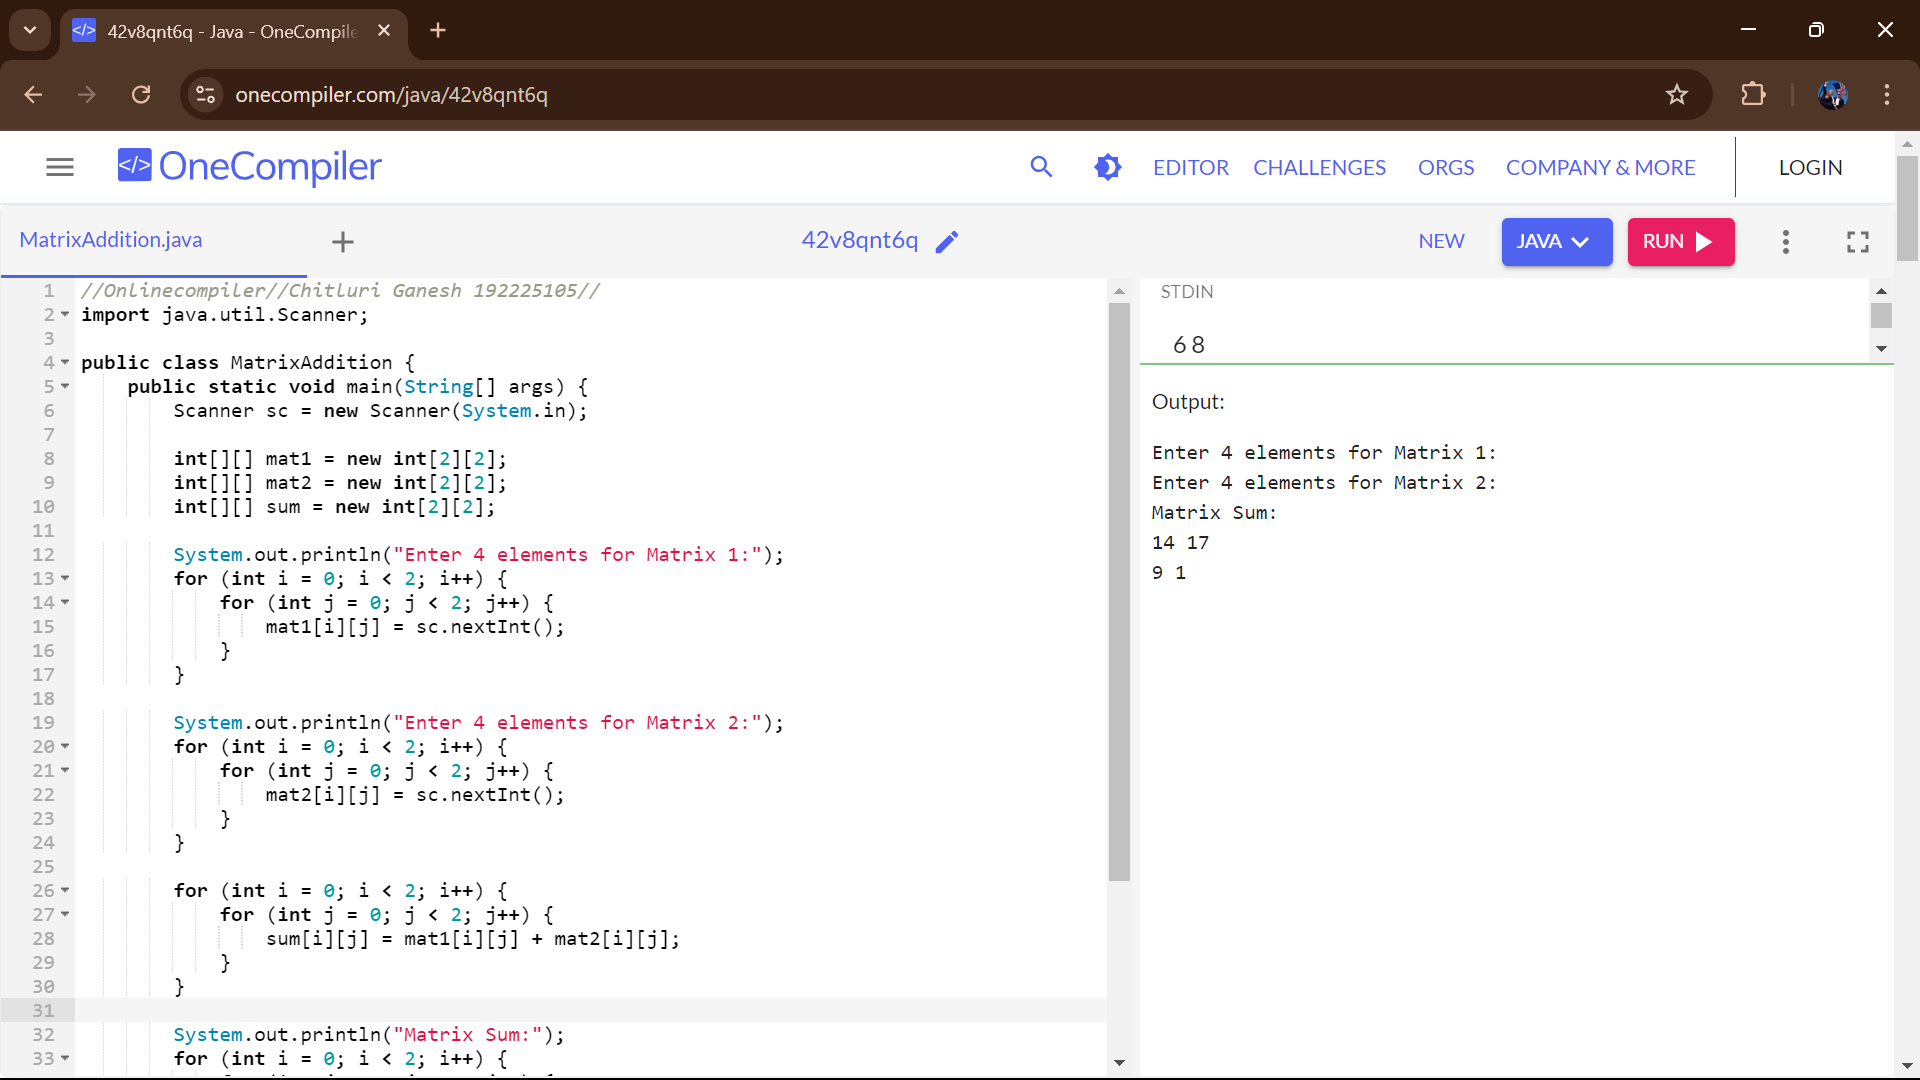 42v8qnt6q - Java - OneCompile
onecompiler.com/java/42v8qnt6q
</> OneCompiler
EDITOR CHALLENGES ORGS COMPANY & MORE LOGIN
MatrixAddition.java
42v8qnt6q
NEW JAVA RUN
1 //Onlinecompiler//Chitluri Ganesh 192225105//
2 import java.util.Scanner;
3
4 public class MatrixAddition {
5 public static void main(String[] args) {
6 Scanner sc = new Scanner(System.in);
7
8 int[][] mat1 = new int[2][2];
9 int[][] mat2 = new int[2][2];
10 int[][] sum = new int[2][2];
11
12 System.out.println("Enter 4 elements for Matrix 1:");
13 for (int i = 0; i < 2; i++) {
14 for (int j = 0; j < 2; j++) {
15 mat1[i][j] = sc.nextInt();
16 }
17 }
18
19 System.out.println("Enter 4 elements for Matrix 2:");
20 for (int i = 0; i < 2; i++) {
21 for (int j = 0; j < 2; j++) {
22 mat2[i][j] = sc.nextInt();
23 }
24 }
25
26 for (int i = 0; i < 2; i++) {
27 for (int j = 0; j < 2; j++) {
28 sum[i][j] = mat1[i][j] + mat2[i][j];
29 }
30 }
31
32 System.out.println("Matrix Sum:");
33 for (int i = 0; i < 2; i++) {
STDIN
6 8
Output:
Enter 4 elements for Matrix 1:
Enter 4 elements for Matrix 2:
Matrix Sum:
14 17
9 1